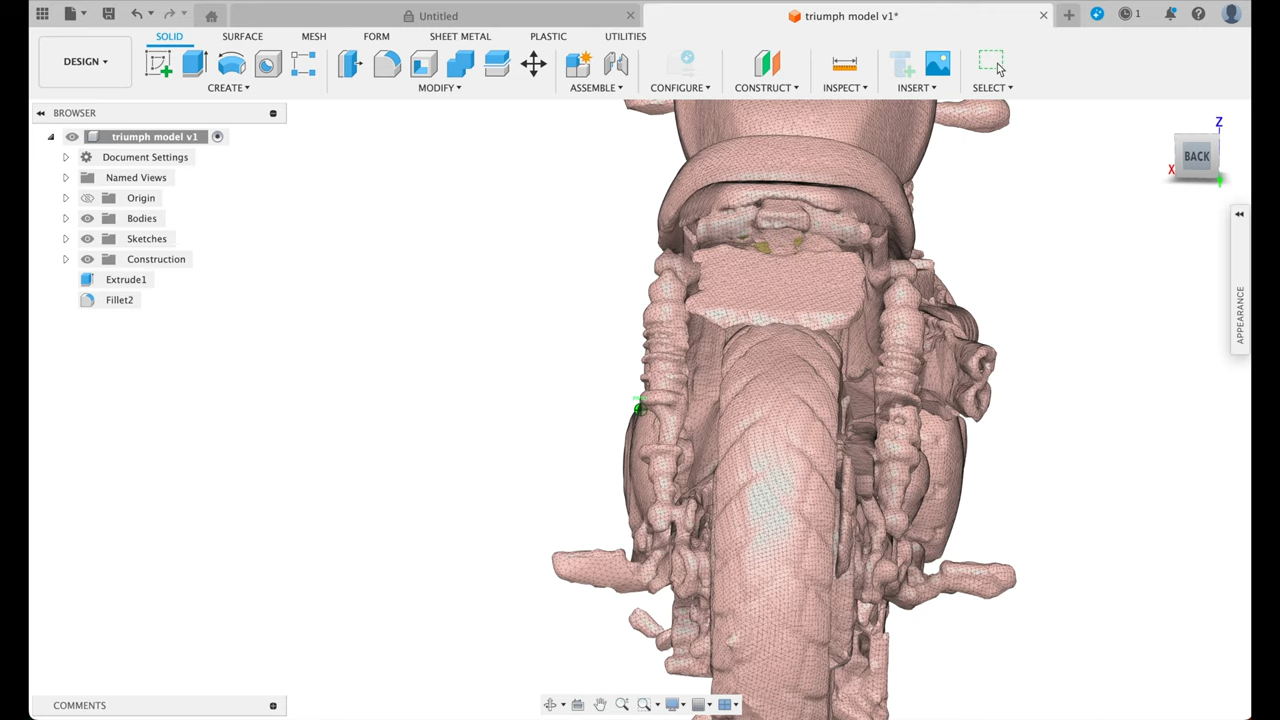 Untitled
triumph model v1*
1
SOLID
SURFACE
MESH
FORM
SHEET METAL
PLASTIC
UTILITIES
DESIGN
CREATE
MODIFY
ASSEMBLE
CONFIGURE
CONSTRUCT
INSPECT
INSERT
SELECT
BROWSER
triumph model v1
Document Settings
Named Views
Origin
Bodies
Sketches
Construction
Extrude1
Fillet2
Z
BACK
X
APPEARANCE
COMMENTS